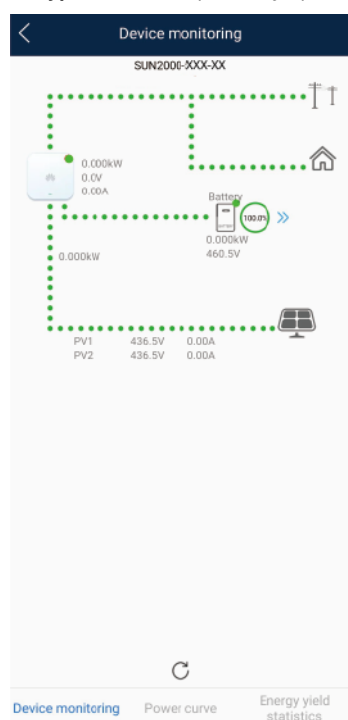 Device monitoring
SUN2000-XXX-XX
0.000kW
0.0V
0.00A
Battery
100.0%
0.000kW
460.5V
0.000kW
PV1 436.5V 0.00A
PV2 436.5V 0.00A
Device monitoring Power curve Energy yield
statistics